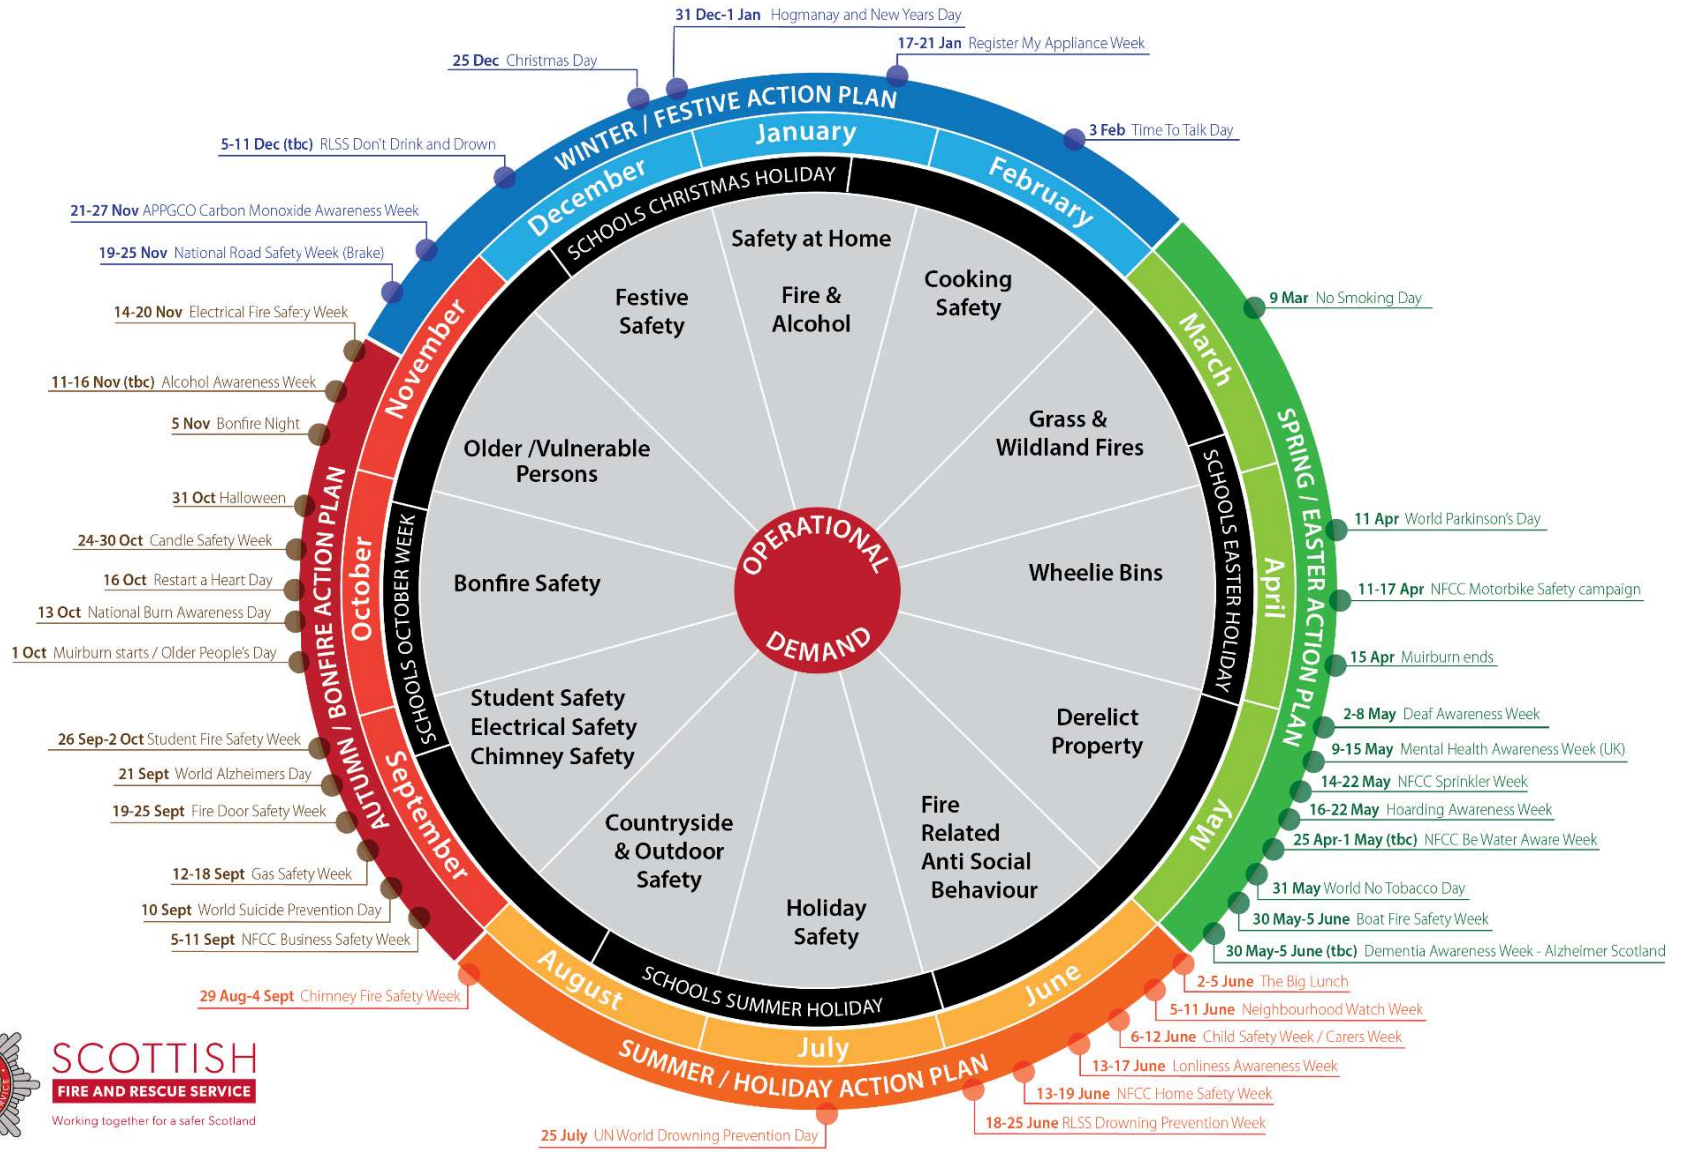 31 Dec-1 Jan Hogmanay and New Years Day
17-21 Jan Register My Appliance Week
25 Dec Christmas Day
3 Feb Time To Talk Day
5-11 Dec (tbc) RLSS Don't Drink and Drown
21-27 Nov APPGCO Carbon Monoxide Awareness Week
19-25 Nov National Road Safety Week (Brake)
14-20 Nov Electrical Fire Safety Week
11-16 Nov (tbc) Alcohol Awareness Week
5 Nov Bonfire Night
31 Oct Halloween
24-30 Oct Candle Safety Week
16 Oct Restart a Heart Day
13 Oct National Burn Awareness Day
1 Oct Muirburn starts / Older People's Day
26 Sep-2 Oct Student Fire Safety Week
21 Sept World Alzheimers Day
19-25 Sept Fire Door Safety Week
12-18 Sept Gas Safety Week
10 Sept World Suicide Prevention Day
5-11 Sept NFCC Business Safety Week
29 Aug-4 Sept Chimney Fire Safety Week
WINTER / FESTIVE ACTION PLAN
December
January
February
SCHOOLS CHRISTMAS HOLIDAY
SPRING / EASTER ACTION PLAN
March
April
May
SCHOOLS EASTER HOLIDAY
SUMMER / HOLIDAY ACTION PLAN
June
July
August
SCHOOLS SUMMER HOLIDAY
AUTUMN / BONFIRE ACTION PLAN
September
October
November
SCHOOLS OCTOBER WEEK
Safety at Home
Fire &
Alcohol
Cooking
Safety
Grass &
Wildland Fires
Wheelie Bins
Derelict
Property
Fire
Related
Anti Social
Behaviour
Holiday
Safety
Countryside
& Outdoor
Safety
Student Safety
Electrical Safety
Chimney Safety
Bonfire Safety
Older /Vulnerable
Persons
Festive
Safety
OPERATIONAL
DEMAND
9 Mar No Smoking Day
11 Apr World Parkinson's Day
11-17 Apr NFCC Motorbike Safety campaign
15 Apr Muirburn ends
2-8 May Deaf Awareness Week
9-15 May Mental Health Awareness Week (UK)
14-22 May NFCC Sprinkler Week
16-22 May Hoarding Awareness Week
25 Apr-1 May (tbc) NFCC Be Water Aware Week
31 May World No Tobacco Day
30 May-5 June Boat Fire Safety Week
30 May-5 June (tbc) Dementia Awareness Week - Alzheimer Scotland
2-5 June The Big Lunch
5-11 June Neighbourhood Watch Week
6-12 June Child Safety Week / Carers Week
13-17 June Lonliness Awareness Week
13-19 June NFCC Home Safety Week
18-25 June RLSS Drowning Prevention Week
25 July UN World Drowning Prevention Day
SCOTTISH
FIRE AND RESCUE SERVICE
Working together for a safer Scotland